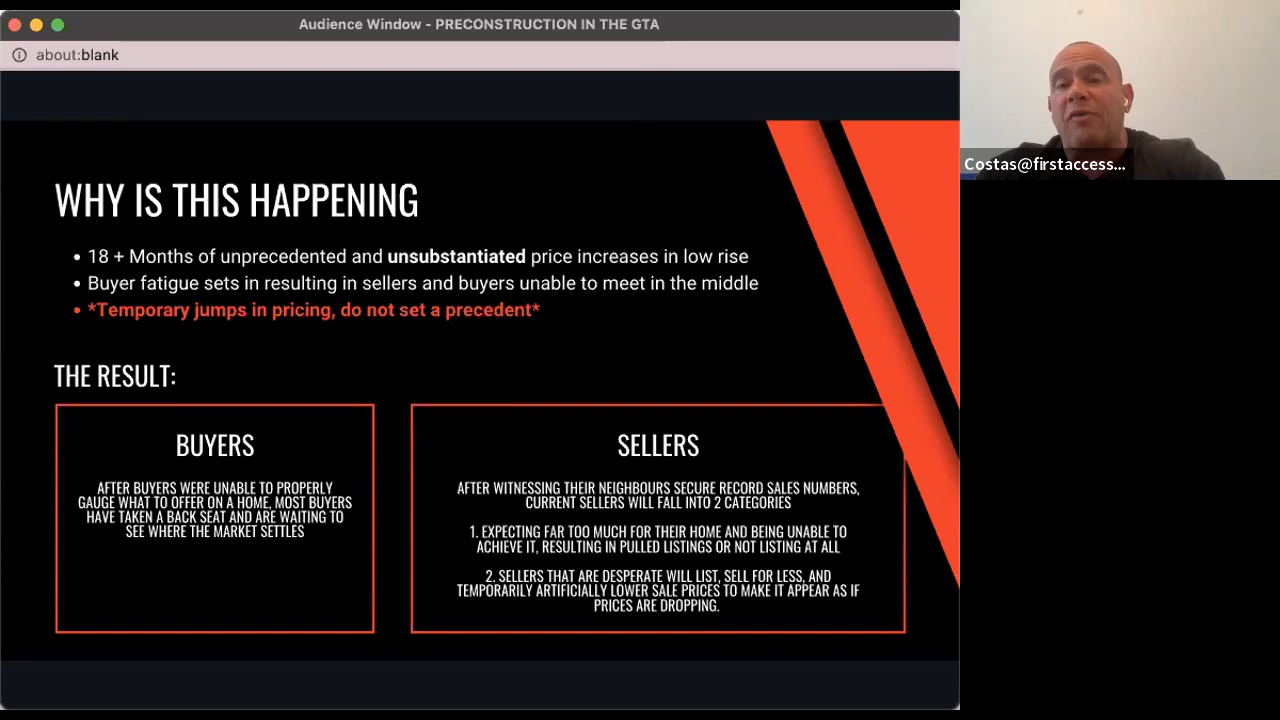 Audience Window - PRECONSTRUCTION IN THE GTA
about:blank
WHY IS THIS HAPPENING
• 18 + Months of unprecedented and unsubstantiated price increases in low rise
• Buyer fatigue sets in resulting in sellers and buyers unable to meet in the middle
• *Temporary jumps in pricing, do not set a precedent*
THE RESULT:
BUYERS
AFTER BUYERS WERE UNABLE TO PROPERLY
GAUGE WHAT TO OFFER ON A HOME, MOST BUYERS
HAVE TAKEN A BACK SEAT AND ARE WAITING TO
SEE WHERE THE MARKET SETTLES
SELLERS
AFTER WITNESSING THEIR NEIGHBOURS SECURE RECORD SALES NUMBERS,
CURRENT SELLERS WILL FALL INTO 2 CATEGORIES
1. EXPECTING FAR TOO MUCH FOR THEIR HOME AND BEING UNABLE TO
ACHIEVE IT, RESULTING IN PULLED LISTINGS OR NOT LISTING AT ALL
2. SELLERS THAT ARE DESPERATE WILL LIST, SELL FOR LESS, AND
TEMPORARILY ARTIFICIALLY LOWER SALE PRICES TO MAKE IT APPEAR AS IF
PRICES ARE DROPPING.
Costas@firstaccess...